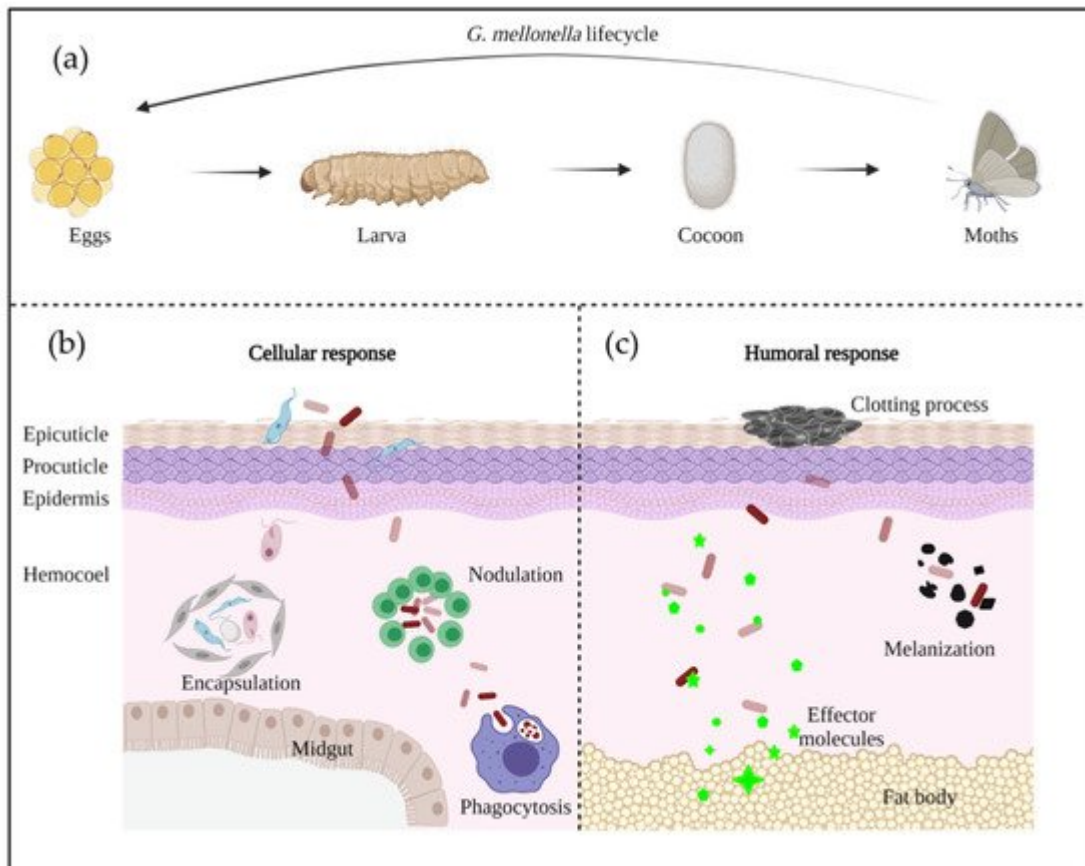 G. mellonella lifecycle
(a)
Eggs
Larva
Cocoon
Moths
(b)
Cellular response
Epicuticle
Procuticle
Epidermis
Hemocoel
Nodulation
Encapsulation
Midgut
Phagocytosis
(c)
Humoral response
Clotting process
Melanization
Effector
molecules
Fat body